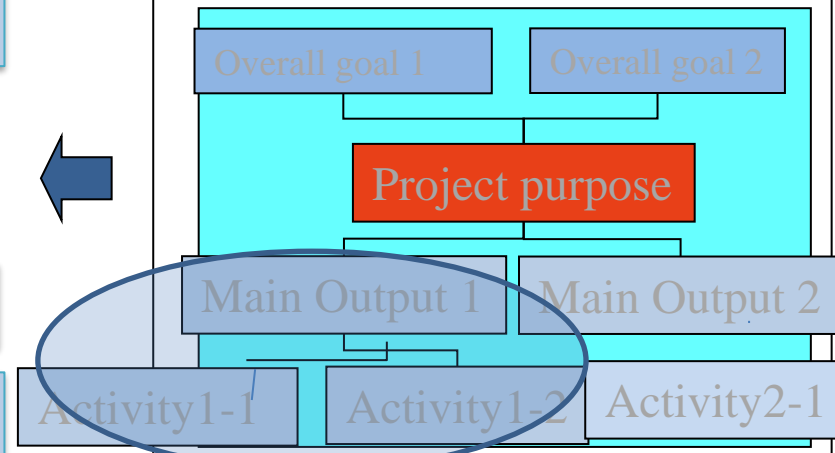 Overall goal 1
Overall goal 2
Project purpose
Main Output 1
Main Output 2
Activity1-1
Activity1-2
Activity2-1